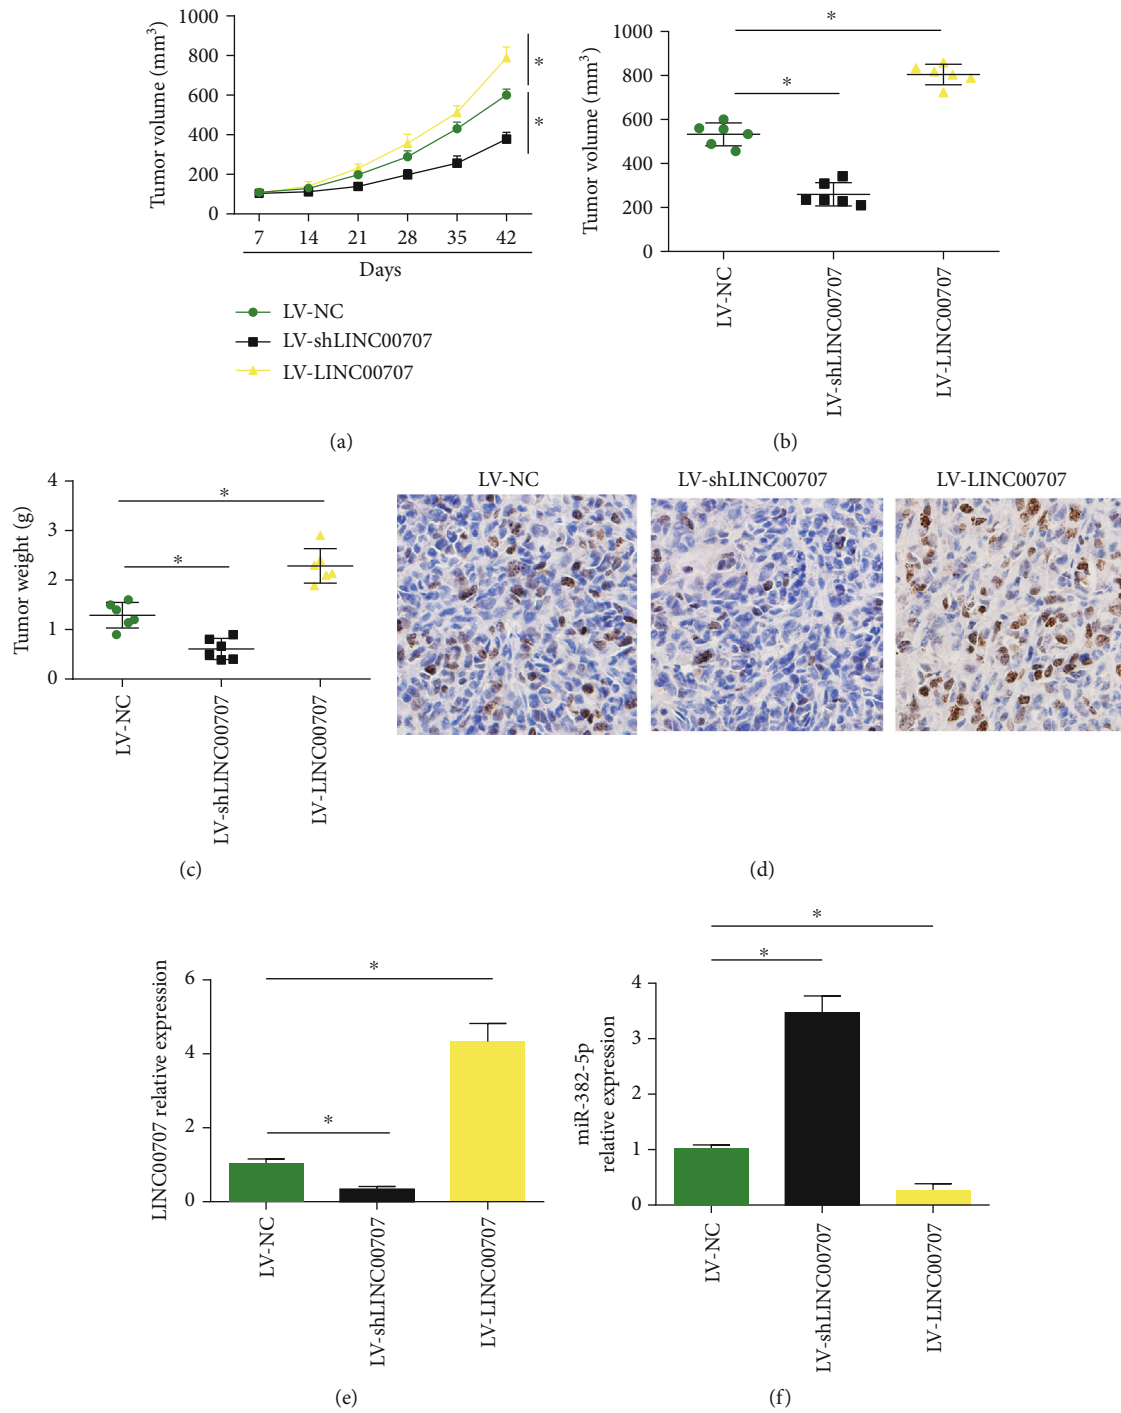 Tumor volume (mm³)
1000
800
600
400
200
0
7 14 21 28 35 42
Days
*
*
LV-NC
LV-shLINC00707
LV-LINC00707
(a)
Tumor volume (mm³)
1000
800
600
400
200
0
*
*
LV-NC
LV-shLINC00707
LV-LINC00707
(b)
Tumor weight (g)
4
3
2
1
0
*
*
LV-NC
LV-shLINC00707
LV-LINC00707
(c)
LV-NC LV-shLINC00707 LV-LINC00707
(d)
LINC00707 relative expression
6
4
2
0
*
*
LV-NC
LV-shLINC00707
LV-LINC00707
(e)
miR-382-5p
relative expression
4
3
2
1
0
*
*
LV-NC
LV-shLINC00707
LV-LINC00707
(f)